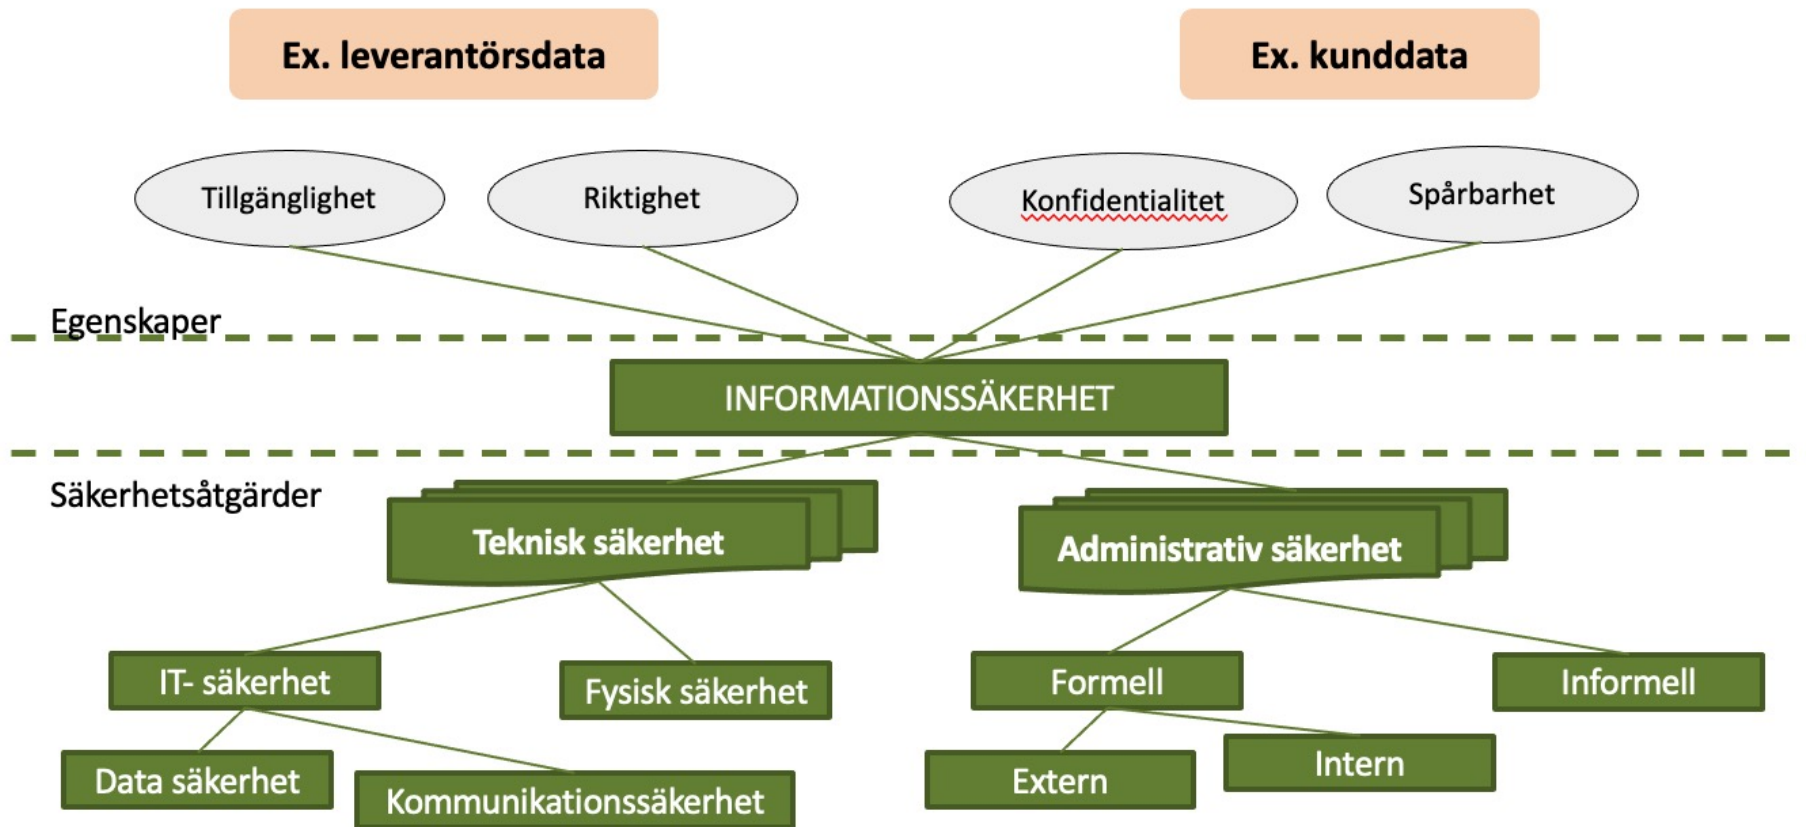 Ex. leverantörsdata
Ex. kunddata
Tillgänglighet
Riktighet
Konfidentialitet
Spårbarhet
Egenskaper
INFORMATIONSSÄKERHET
Säkerhetsåtgärder
Teknisk säkerhet
Administrativ säkerhet
IT- säkerhet
Fysisk säkerhet
Formell
Informell
Data säkerhet
Kommunikationssäkerhet
Extern
Intern